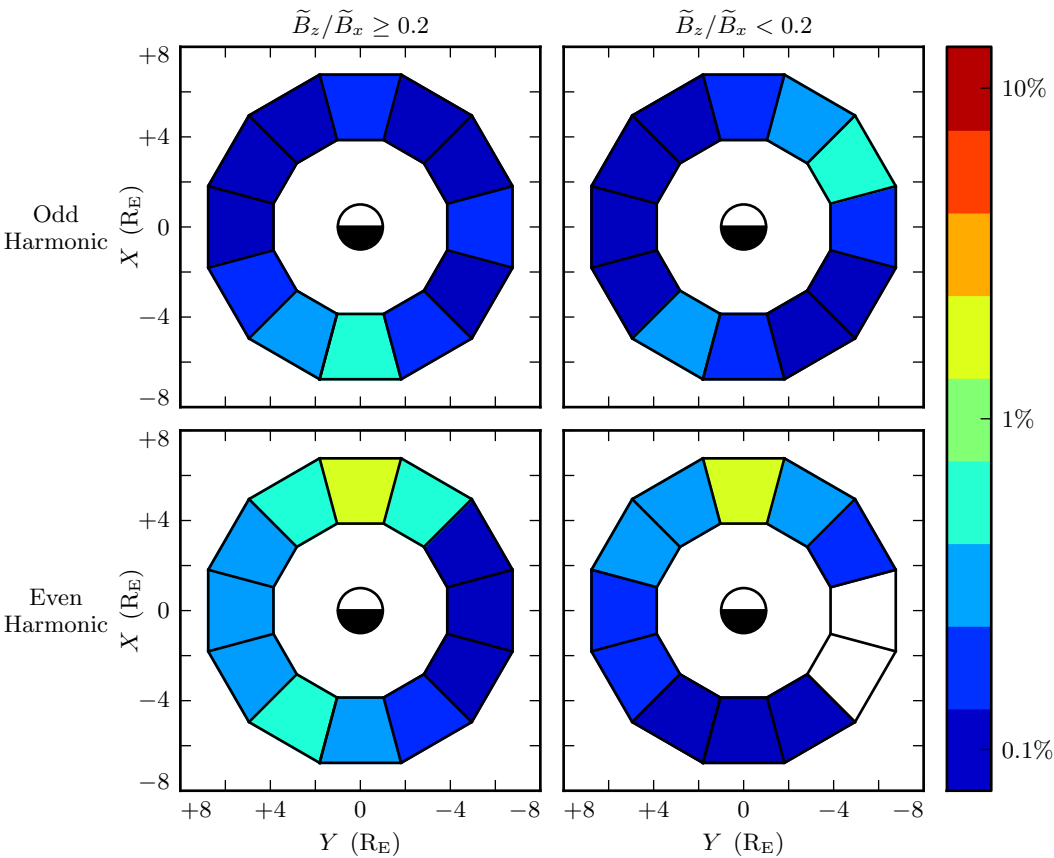 B̃z/B̃x ≥ 0.2
B̃z/B̃x < 0.2
+8
+4
0
−4
−8
X (RE)
Odd
Harmonic
10%
1%
0.1%
+8
+4
0
−4
−8
X (RE)
Even
Harmonic
+8 +4 0 −4 −8
Y (RE)
+8 +4 0 −4 −8
Y (RE)